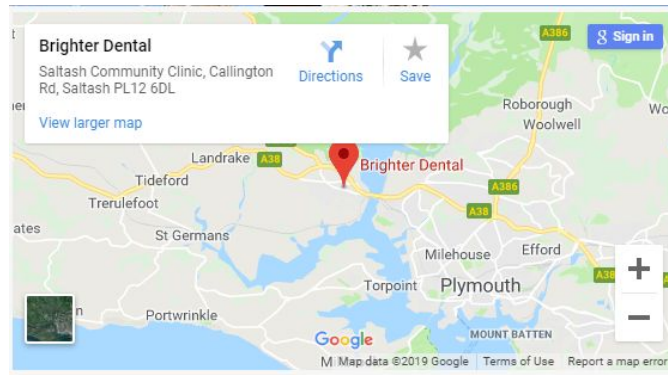 A386
Sign in
Brighter Dental
Saltash Community Clinic, Callington
Rd, Saltash PL12 6DL
Directions
Save
View larger map
Roborough
Woolwell
Landrake
A38
Brighter Dental
Tideford
A386
Trerulefoot
A38
St Germans
Milehouse
Efford
A38
Torpoint
Plymouth
Portwrinkle
Google
MOUNT BATTEN
Map data ©2019 Google
Terms of Use
Report a map error